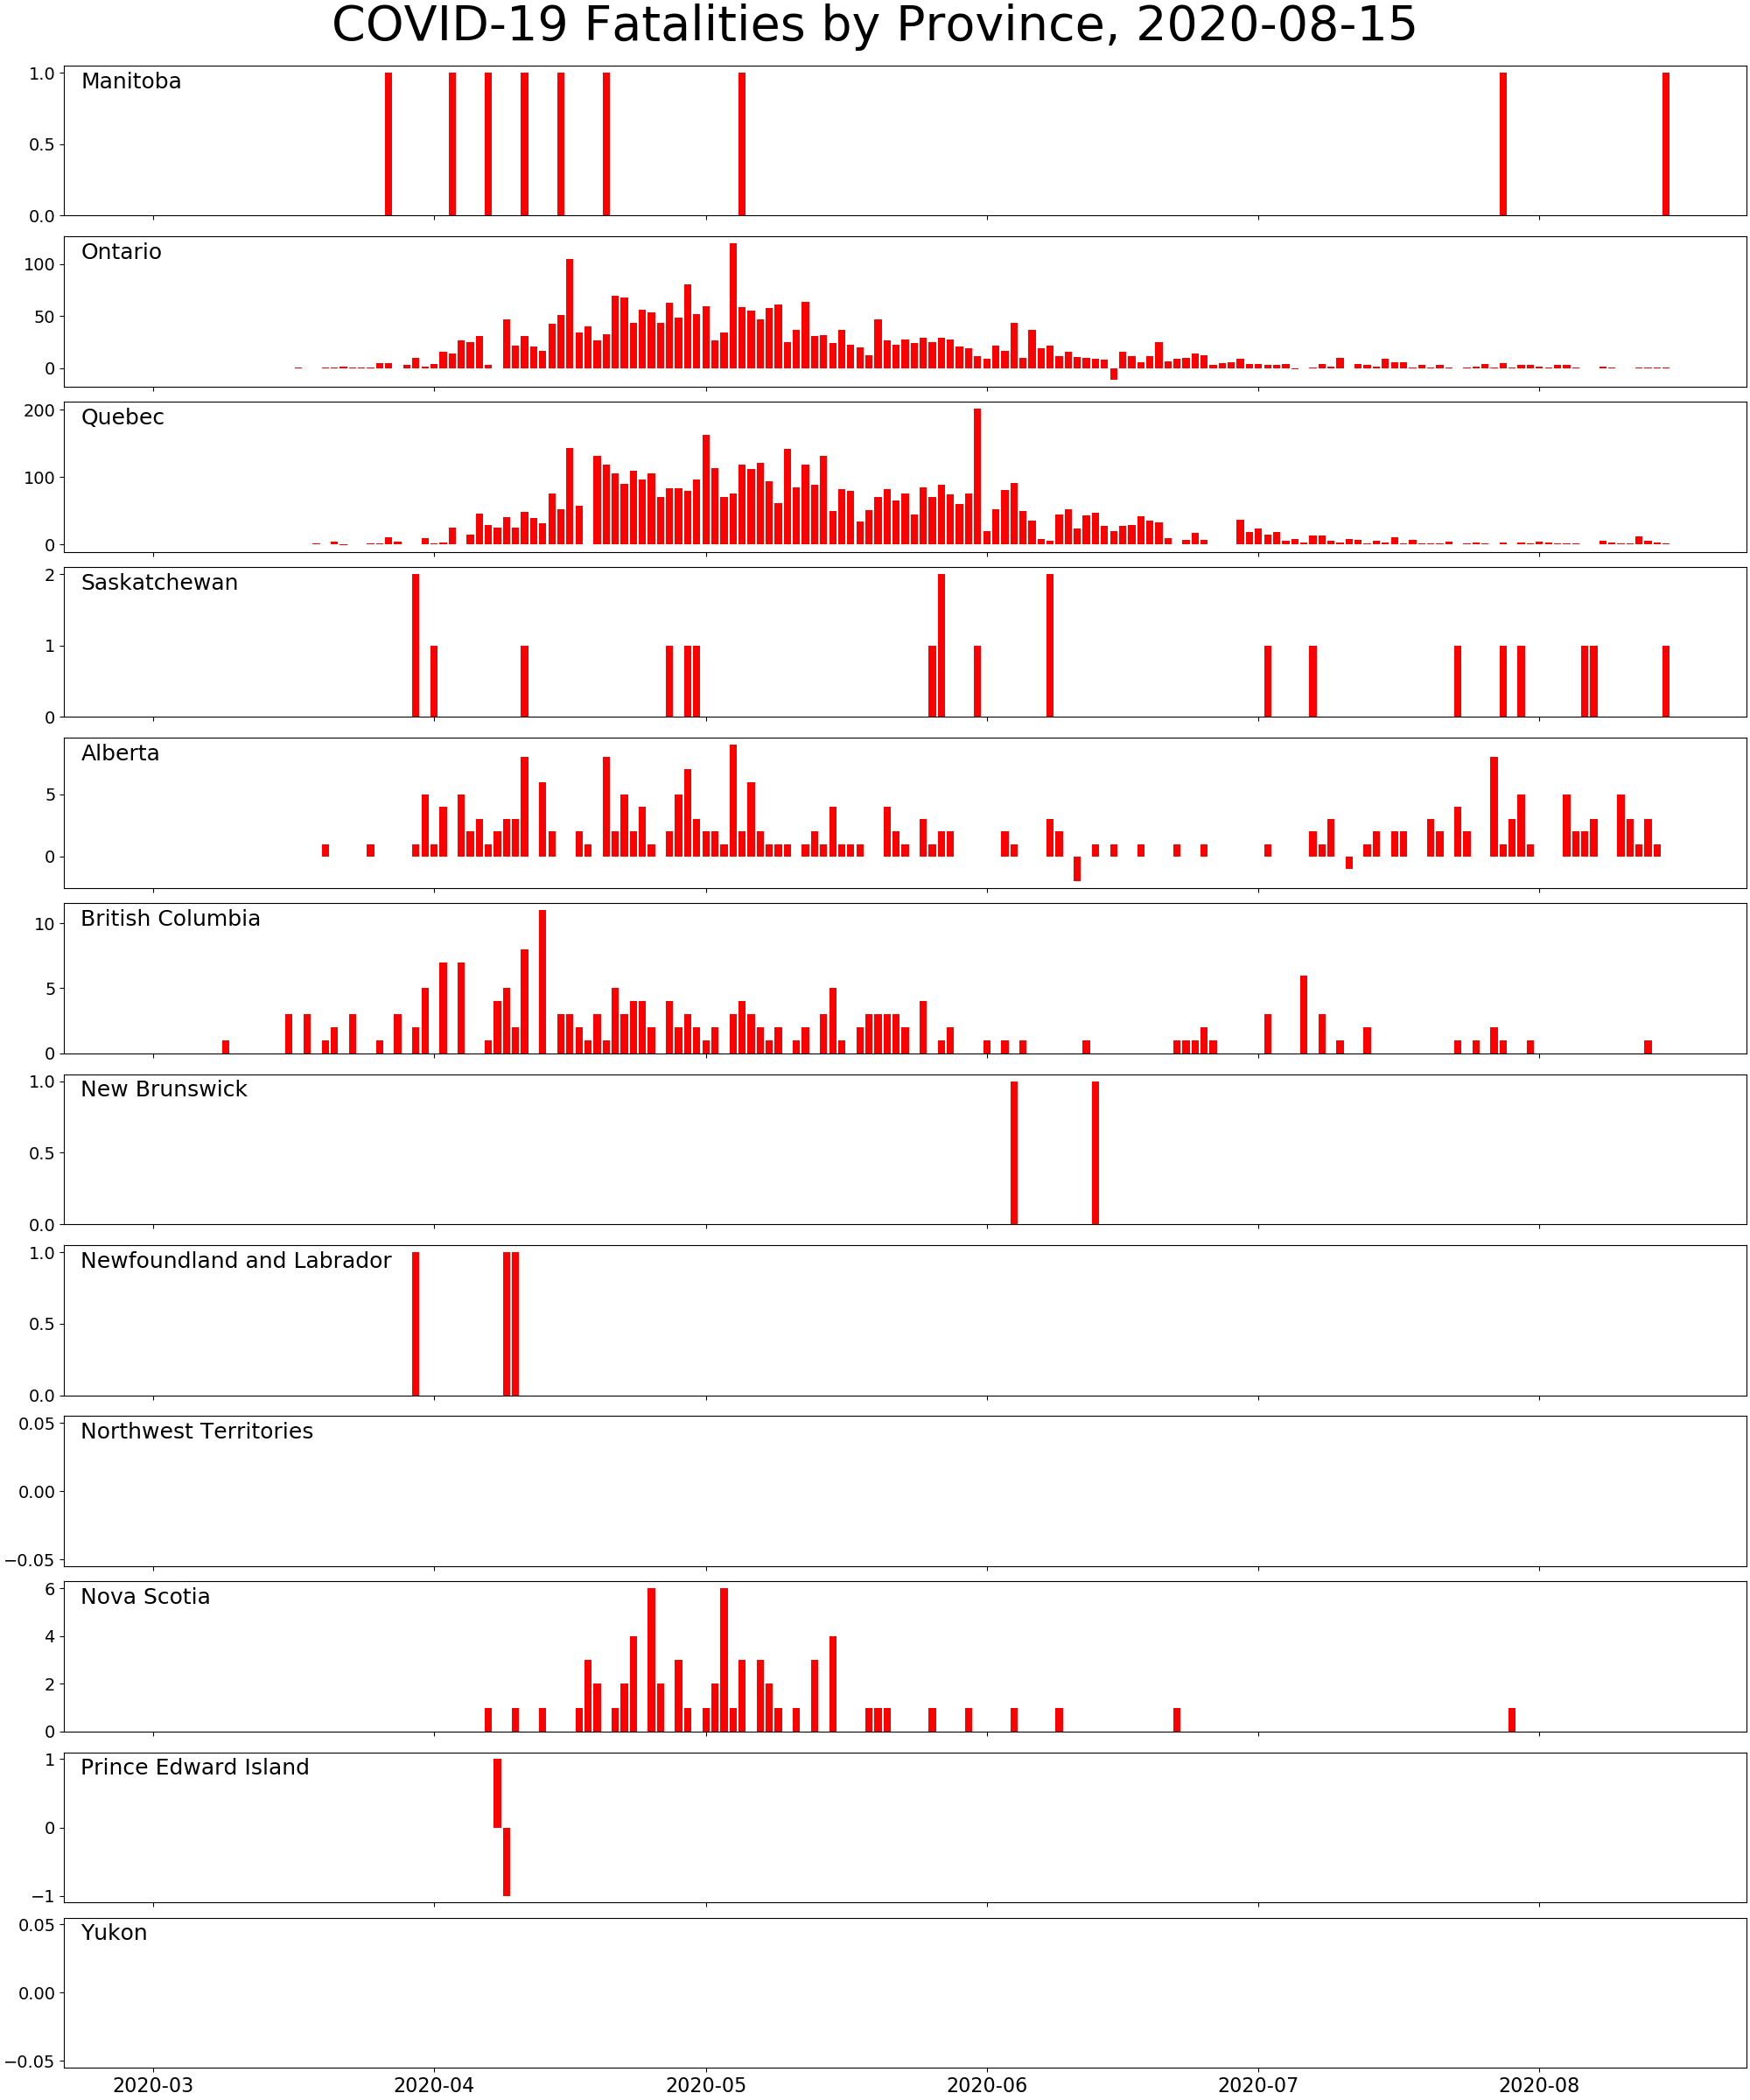 COVID-19 Fatalities by Province, 2020-08-15
Manitoba
1.0
0.5
0.0
Ontario
100
50
0
Quebec
200
100
0
Saskatchewan
2
1
0
Alberta
5
0
British Columbia
10
5
0
New Brunswick
1.0
0.5
0.0
Newfoundland and Labrador
1.0
0.5
0.0
Northwest Territories
0.05
0.00
−0.05
Nova Scotia
6
4
2
0
Prince Edward Island
1
0
−1
Yukon
0.05
0.00
−0.05
2020-03 2020-04 2020-05 2020-06 2020-07 2020-08